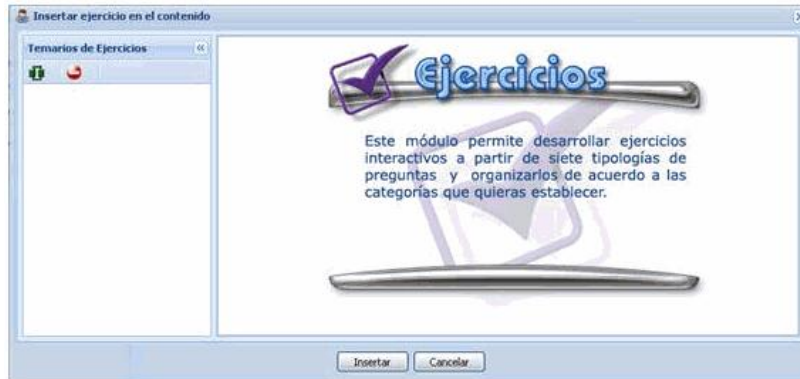 Insertar ejercicio en el contenido
Temarios de Ejercicios
Ejercicios
Este módulo permite desarrollar ejercicios
interactivos a partir de siete tipologías de
preguntas y organizarlos de acuerdo a las
categorías que quieras establecer.
Insertar
Cancelar